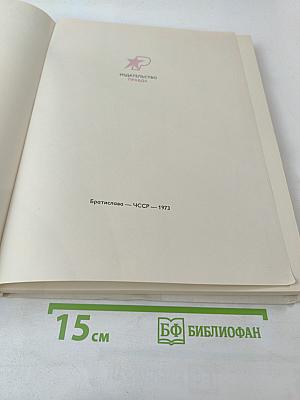 ИЗДАТЕЛЬСТВО
ПРАВДА
Братислава — ЧССР — 1973
15 см
БФ БИБЛИОФАН